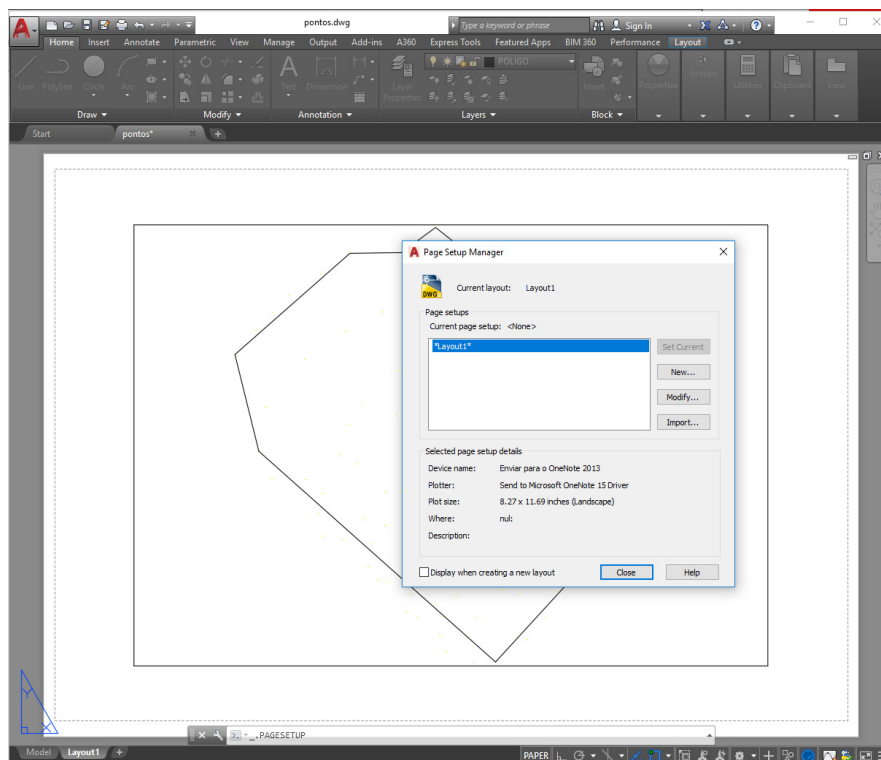 pontos.dwg
Type a keyword or phrase
Sign In
Home Insert Annotate Parametric View Manage Output Add-ins A360 Express Tools Featured Apps BIM 360 Performance Layout
POLIGO
Line Polyline Circle Arc Text Dimension Layer Properties Insert Properties Groups Utilities Clipboard View
Draw Modify Annotation Layers Block
Start pontos*
Page Setup Manager
DWG
Current layout: Layout1
Page setups
Current page setup: <None>
*Layout1*
Set Current
New...
Modify...
Import...
Selected page setup details
Device name: Enviar para o OneNote 2013
Plotter: Send to Microsoft OneNote 15 Driver
Plot size: 8.27 x 11.69 inches (Landscape)
Where: nul:
Description:
Display when creating a new layout
Close
Help
Y
X
_.PAGESETUP
Model Layout1 +
PAPER